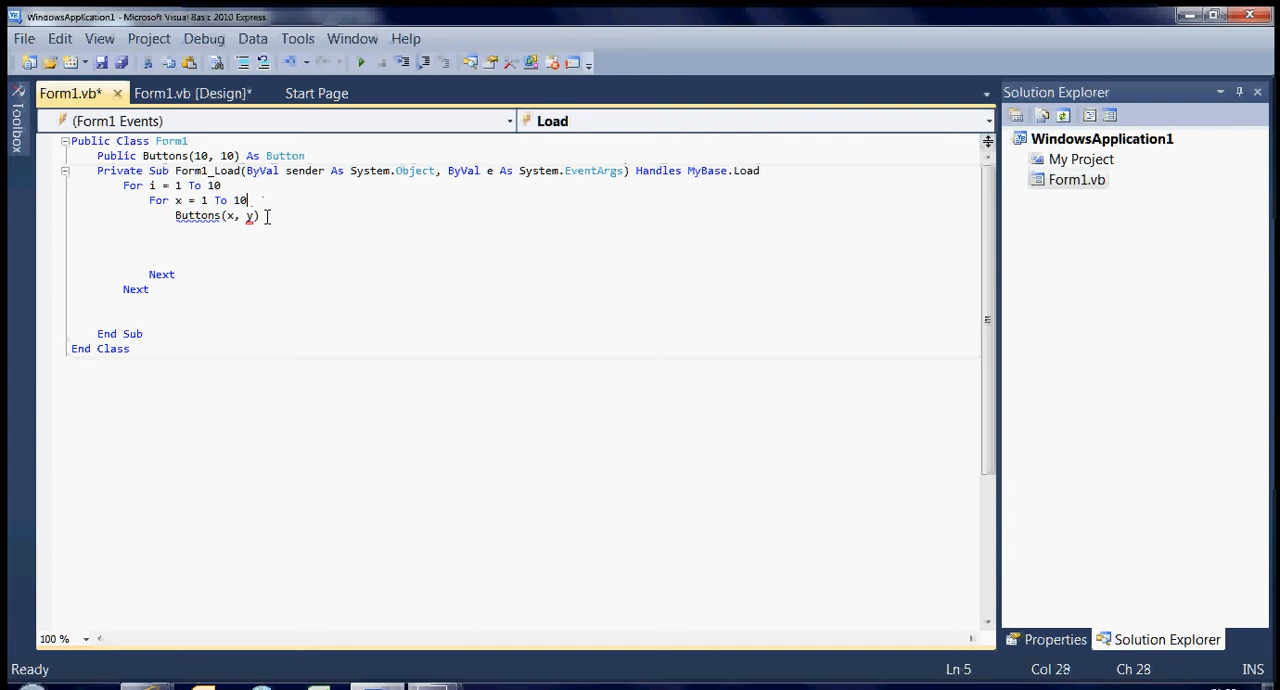 WindowsApplication1 - Microsoft Visual Basic 2010 Express
File Edit View Project Debug Data Tools Window Help
Form1.vb* Form1.vb [Design]* Start Page
Solution Explorer
Toolbox
(Form1 Events) Load
WindowsApplication1
My Project
Form1.vb
Public Class Form1
Public Buttons(10, 10) As Button
Private Sub Form1_Load(ByVal sender As System.Object, ByVal e As System.EventArgs) Handles MyBase.Load
For i = 1 To 10
For x = 1 To 10
Buttons(x, y)
Next
Next
End Sub
End Class
100 %
Properties Solution Explorer
Ready Ln 5 Col 28 Ch 28 INS